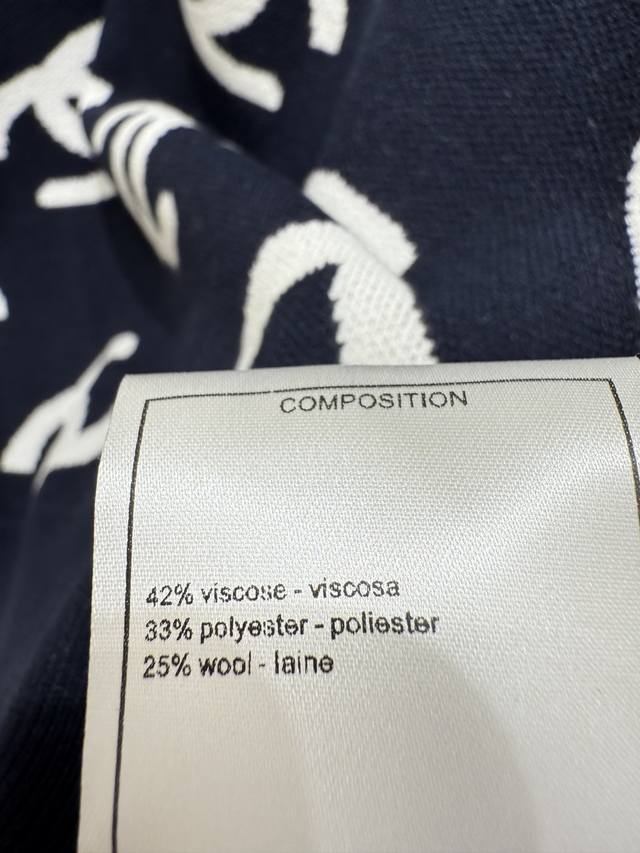 COMPOSITION
42% viscose - viscosa
33% polyester - poliester
25% wool - laine